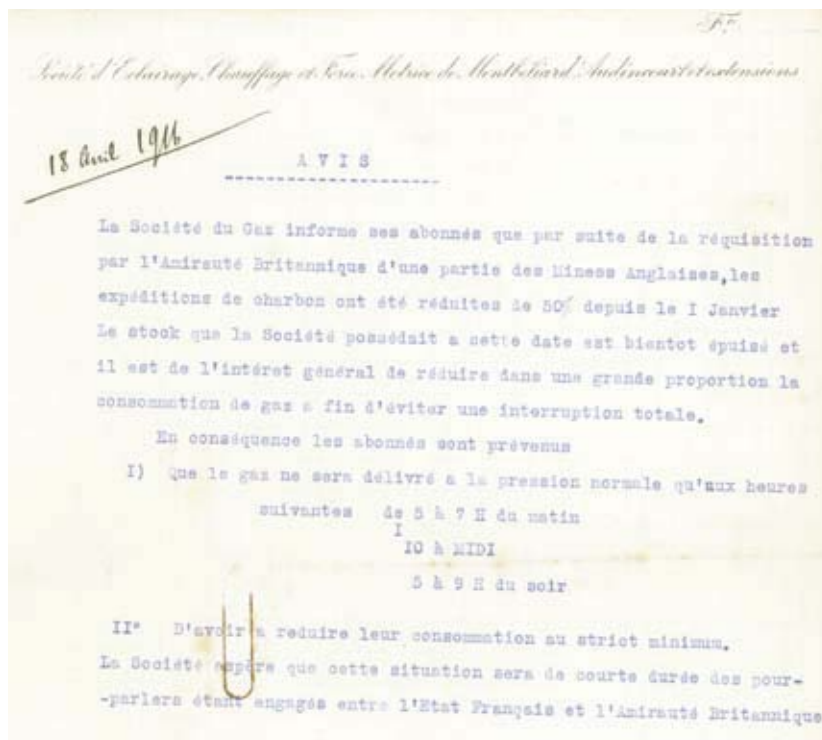 FF.
Société d'Eclairage, Chauffage et Force Motrice de Montbéliard Audincourt et extensions
18 Avril 1916
AVIS
La Société du Gaz informe ses abonnés que par suite de la réquisition
par l'Amirauté Britannique d'une partie des Miness Anglaises,les
expéditions de charbon ont été réduites de 50% depuis le I Janvier
Le stock que la Société possédait a cette date est bientot épuisé et
il est de l'intéret général de réduire dans une grande proportion la
consommation de gaz a fin d'éviter une interruption totale.
En conséquence les abonnés sont prévenus
I) Que le gaz ne sera délivré a la pression normale qu'aux heures
suivantes de 5 à 7 H du matin
I
IO à MIDI
5 à 9 H du soir
II° D'avoir a reduire leur consommation au strict minimum.
La Société espère que cette situation sera de courte durée des pour-
-parlers étant engagés entre l'Etat Français et l'Amirauté Britannique